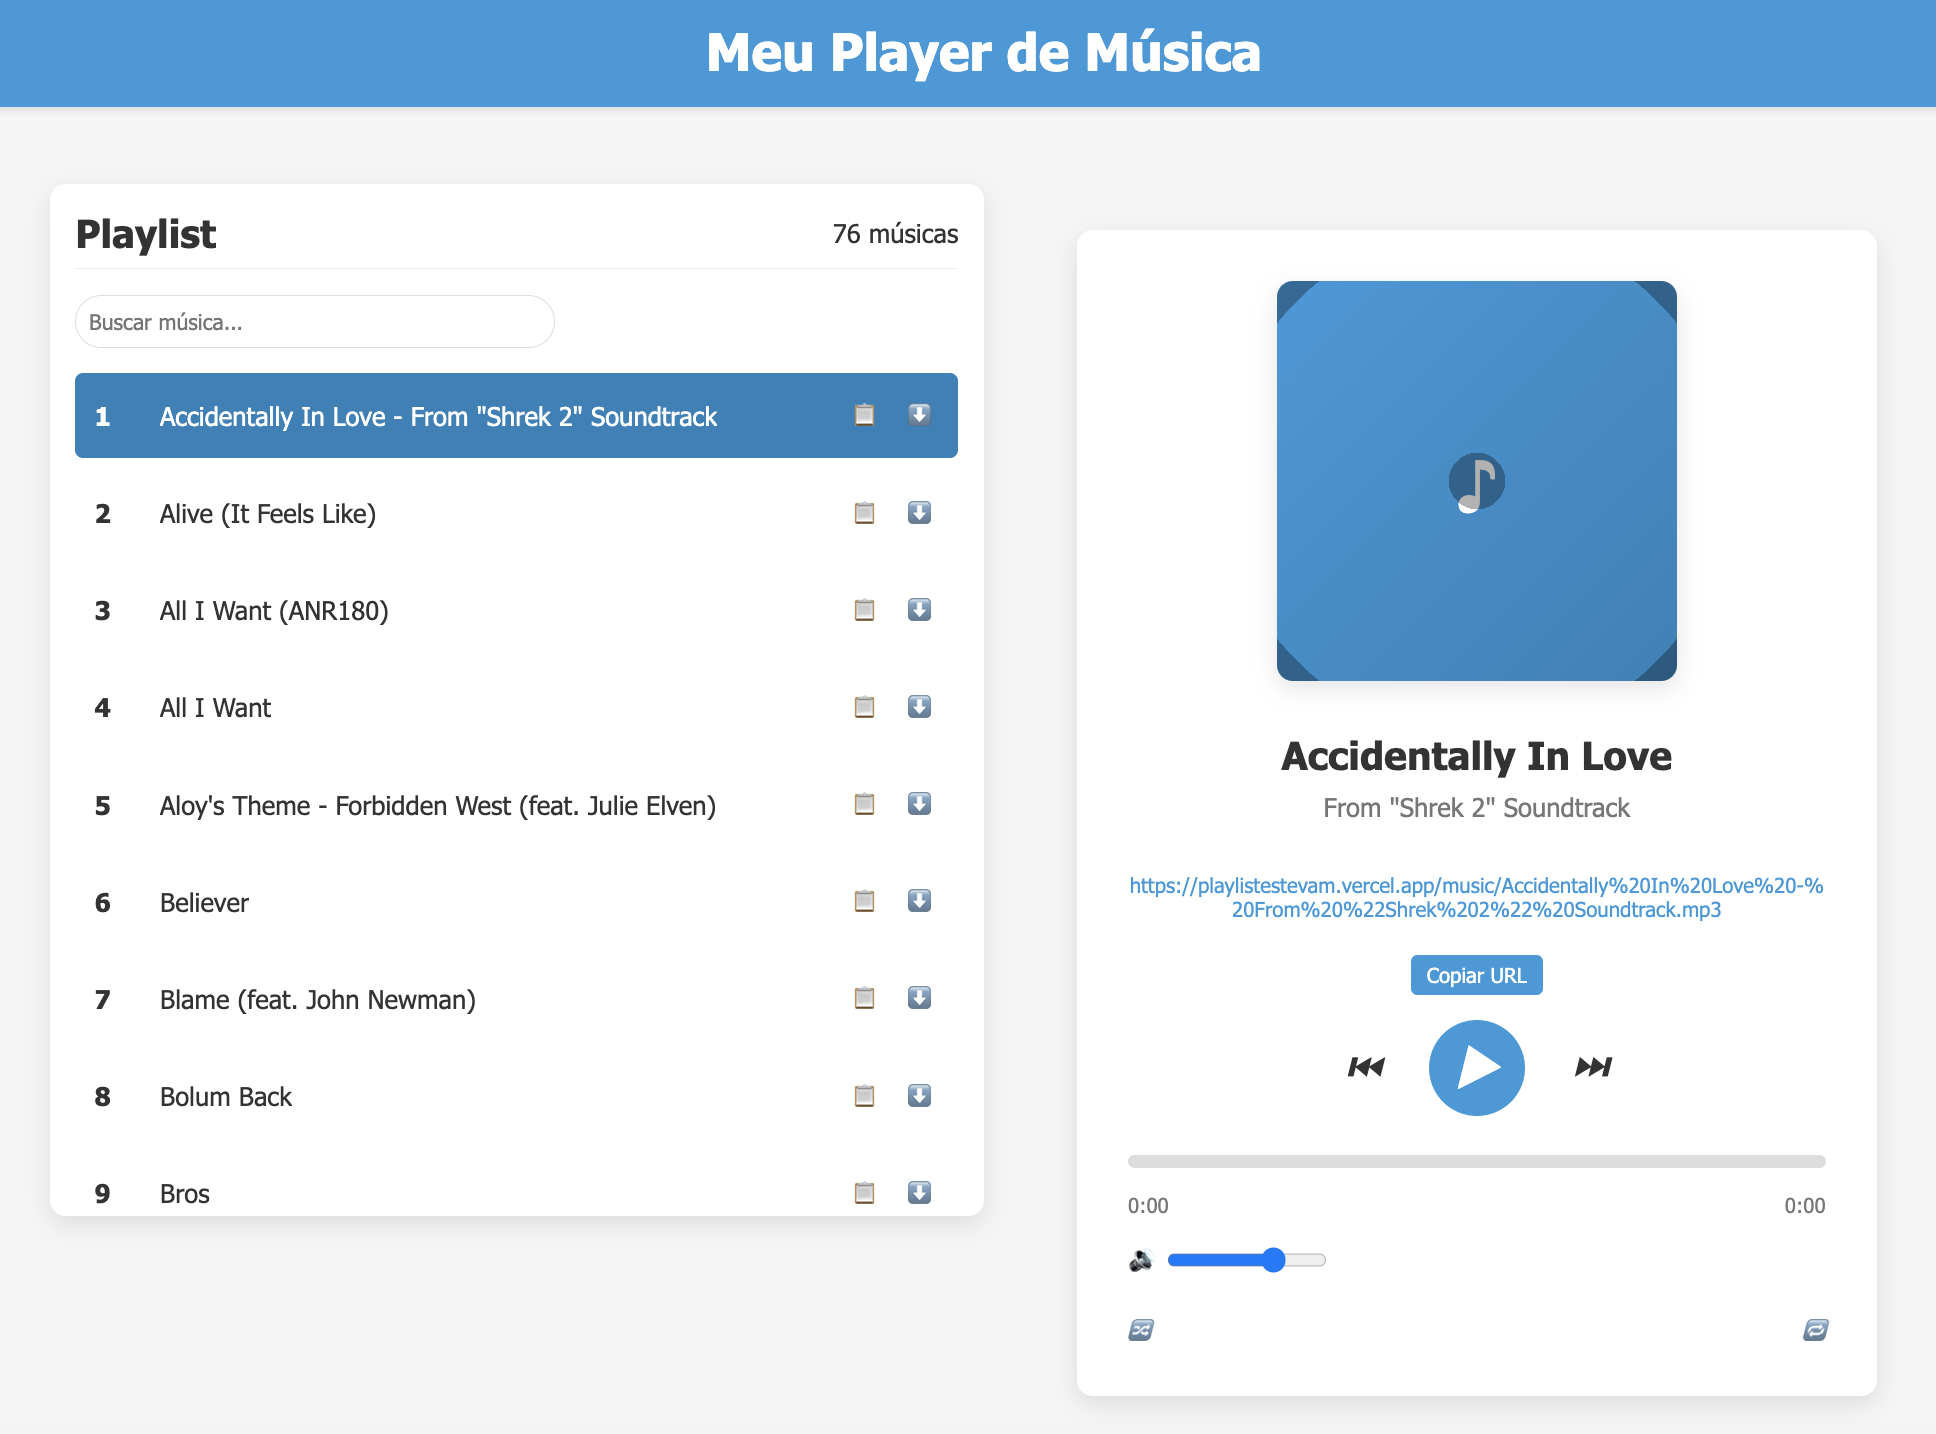 Meu Player de Música
Playlist
76 músicas
Buscar música...
1 Accidentally In Love - From "Shrek 2" Soundtrack
2 Alive (It Feels Like)
3 All I Want (ANR180)
4 All I Want
5 Aloy's Theme - Forbidden West (feat. Julie Elven)
6 Believer
7 Blame (feat. John Newman)
8 Bolum Back
9 Bros
Accidentally In Love
From "Shrek 2" Soundtrack
https://playlistestevam.vercel.app/music/Accidentally%20In%20Love%20-%
20From%20%22Shrek%202%22%20Soundtrack.mp3
Copiar URL
0:00
0:00